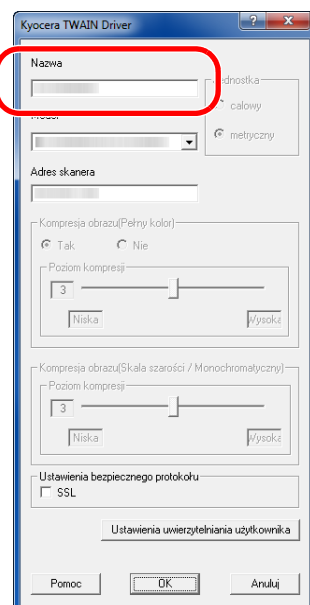 Kyocera TWAIN Driver
Nazwa
Jednostka
calowy
Model
metryczny
Adres skanera
Kompresja obrazu(Pełny kolor)
Tak Nie
Poziom kompresji
3
Niska Wysoka
Kompresja obrazu(Skala szarości / Monochromatyczny)
Poziom kompresji
3
Niska Wysoka
Ustawienia bezpiecznego protokołu
SSL
Ustawienia uwierzytelniania użytkownika
Pomoc OK Anuluj